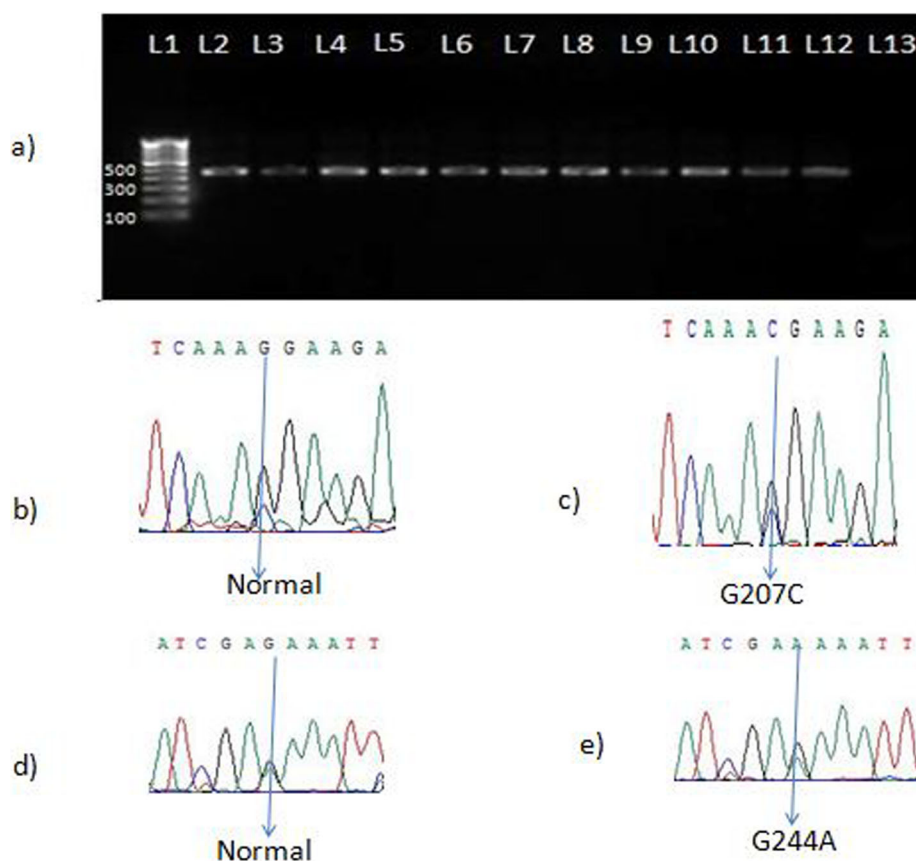 L1 L2 L3 L4 L5 L6 L7 L8 L9 L10 L11 L12 L13
a)
500
300
100
T C A A A G G A A G A
T C A A A C G A A G A
b)
c)
Normal
G207C
A T C G A G A A A T T
A T C G A A A A A T T
d)
e)
Normal
G244A